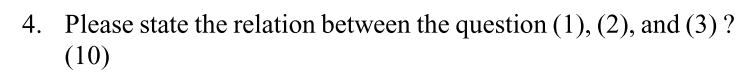 4. Please state the relation between the question (1), (2), and (3) ?
(10)